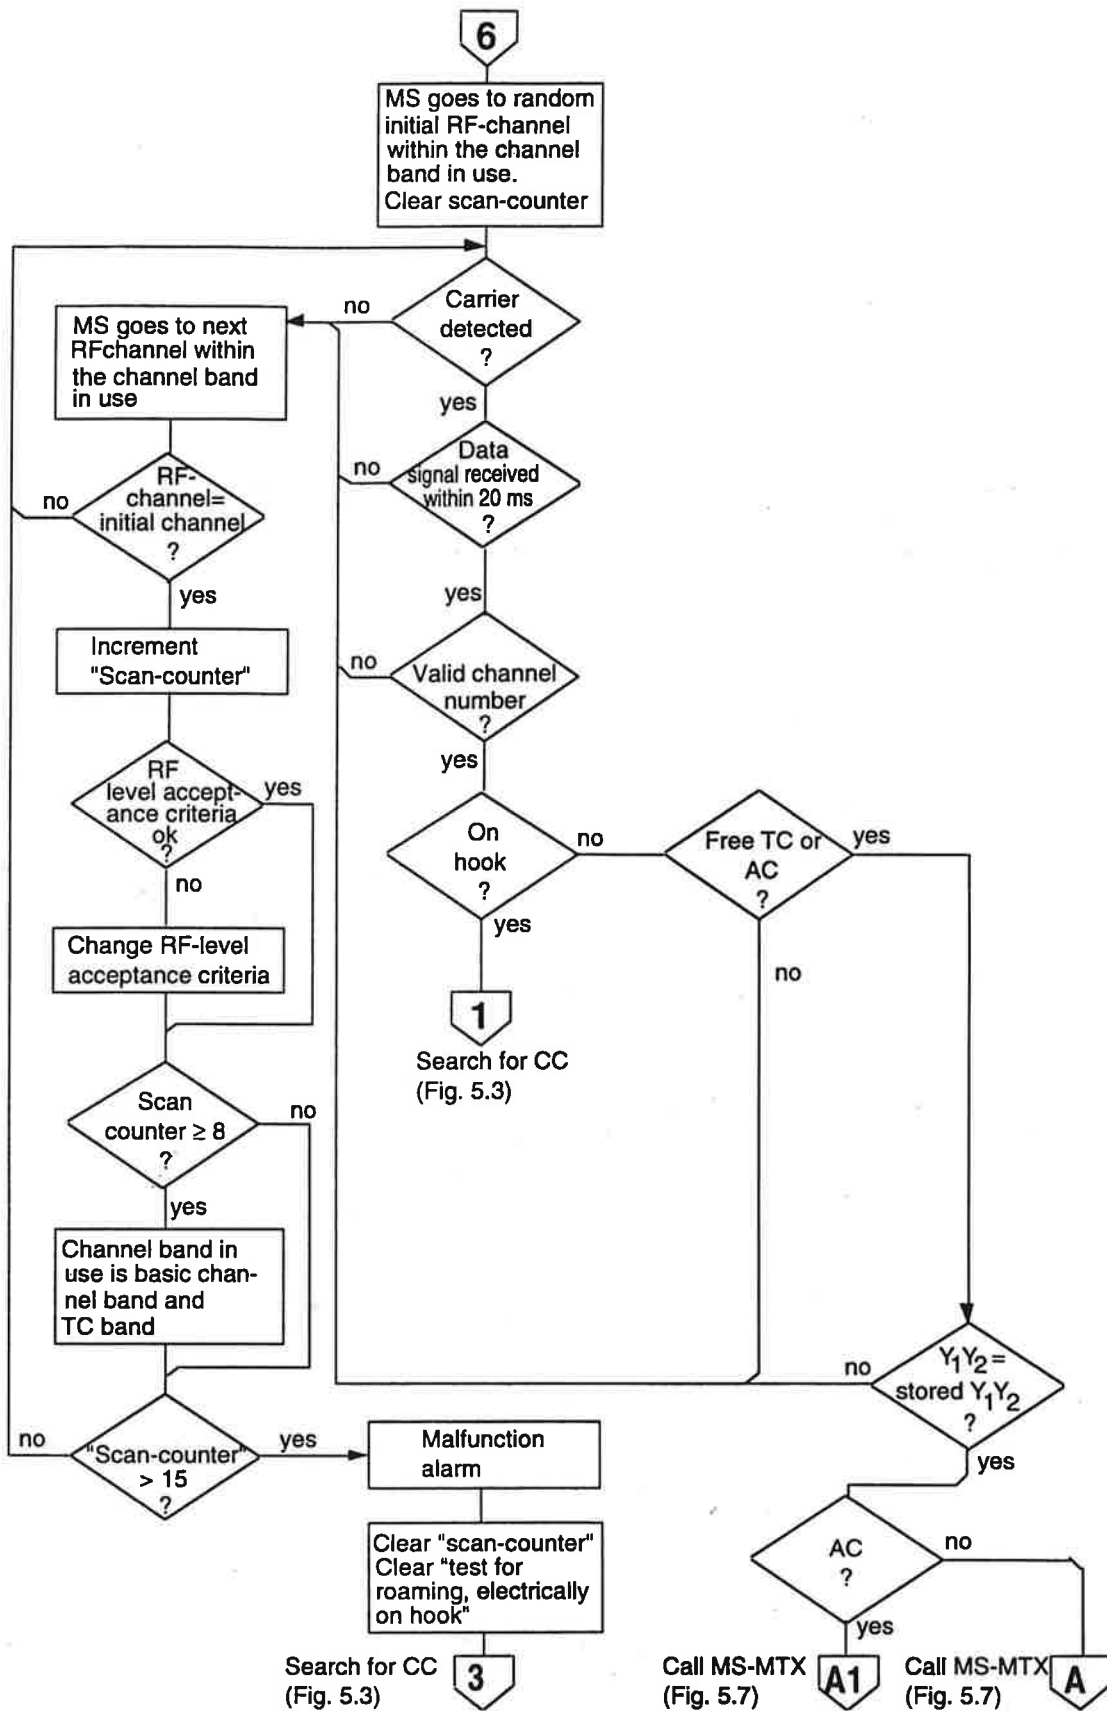 6
MS goes to random
initial RF-channel
within the channel
band in use.
Clear scan-counter
no
Carrier
detected
?
MS goes to next
RFchannel within
the channel band
in use
yes
no
Data
signal received
within 20 ms
?
no
RF-
channel=
initial channel
?
yes
yes
Increment
"Scan-counter"
no
Valid channel
number
?
yes
RF
level accept-
ance criteria
ok
?
yes
no
On
hook
?
no
Free TC or
AC
?
yes
yes
no
Change RF-level
acceptance criteria
1
Search for CC
(Fig. 5.3)
Scan
counter ≥ 8
?
no
yes
Channel band in
use is basic chan-
nel band and
TC band
no
Y1Y2 =
stored Y1Y2
?
yes
no
"Scan-counter"
> 15
?
yes
Malfunction
alarm
Clear "scan-counter"
Clear "test for
roaming, electrically
on hook"
AC
?
no
yes
Search for CC
(Fig. 5.3)
3
Call MS-MTX
(Fig. 5.7)
A1
Call MS-MTX
(Fig. 5.7)
A